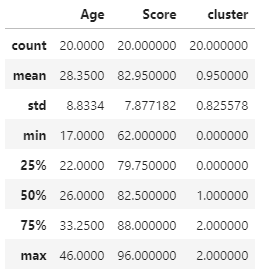 Age Score cluster
count 20.0000 20.000000 20.000000
mean 28.3500 82.950000 0.950000
std 8.8334 7.877182 0.825578
min 17.0000 62.000000 0.000000
25% 22.0000 79.750000 0.000000
50% 26.0000 82.500000 1.000000
75% 33.2500 88.000000 2.000000
max 46.0000 96.000000 2.000000